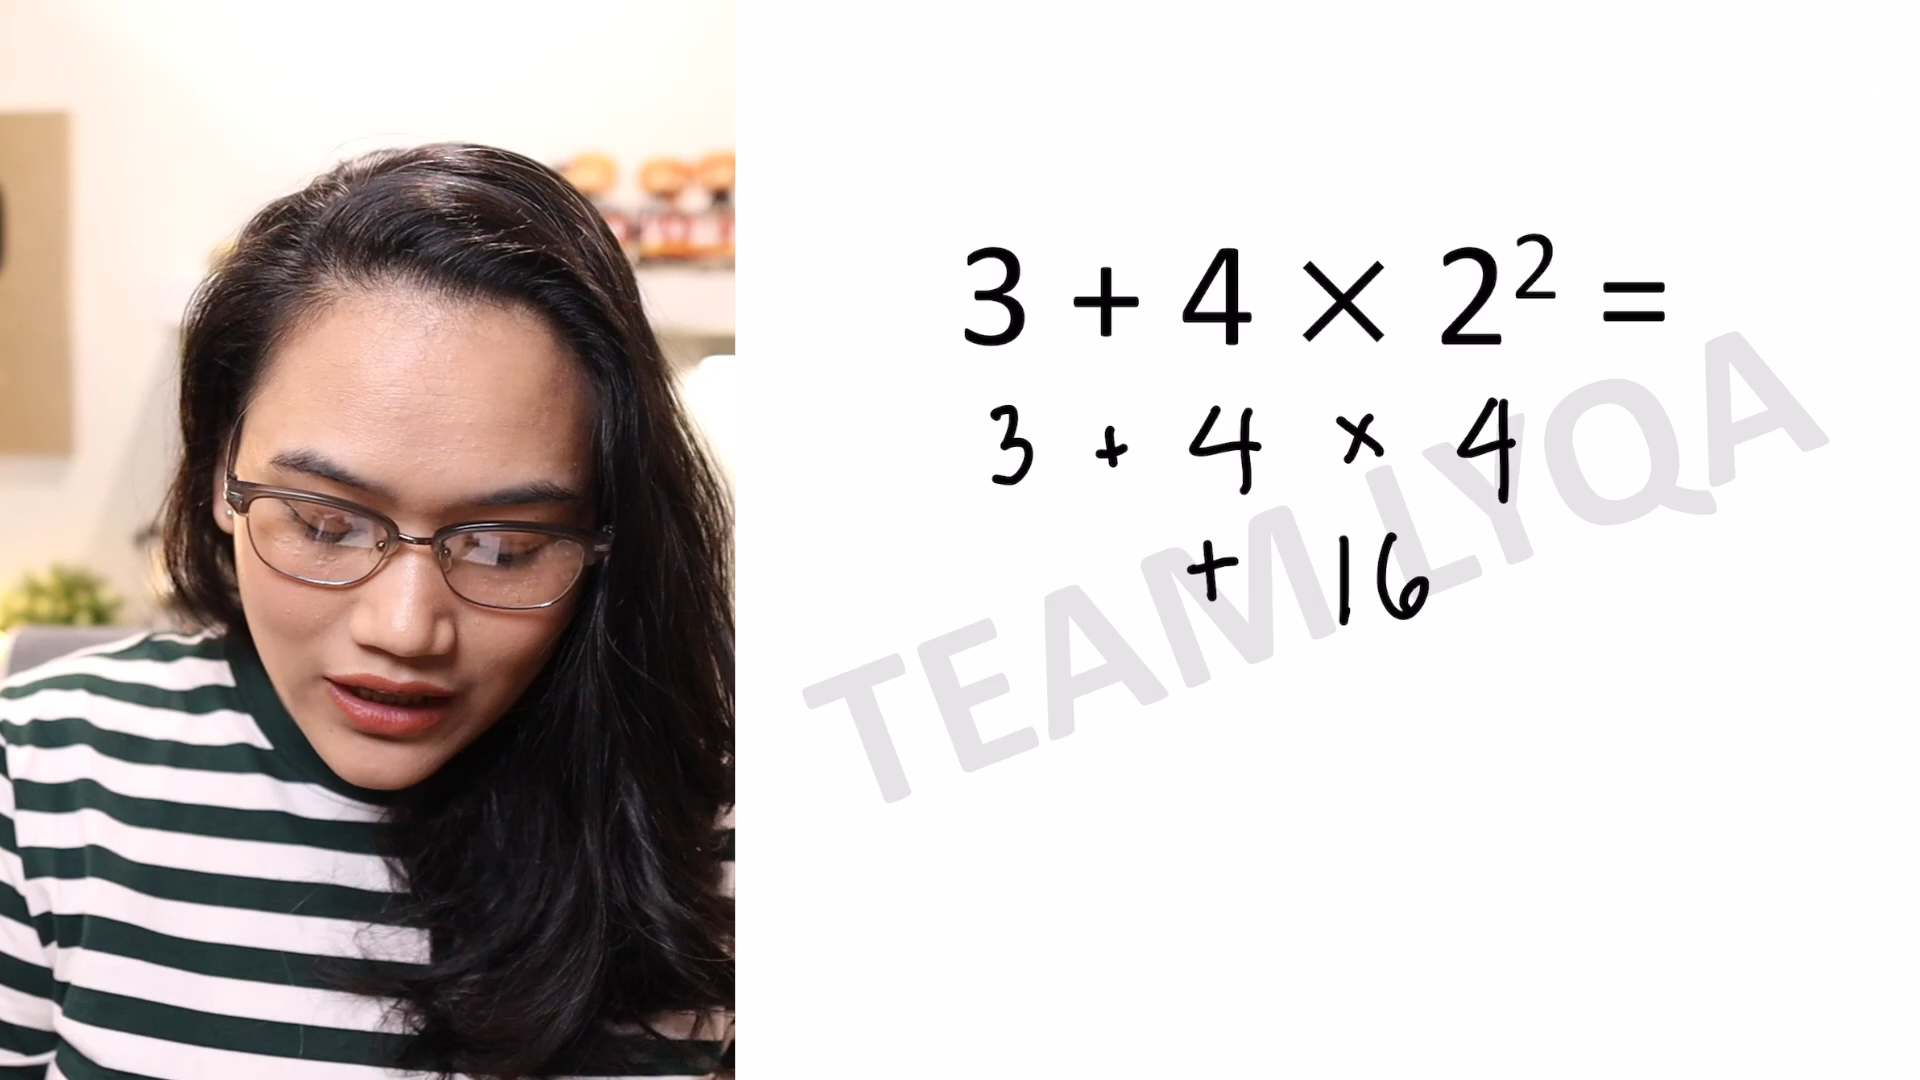 3 + 4 × 2² =
3 + 4 × 4
+ 16
TEAM LYQA